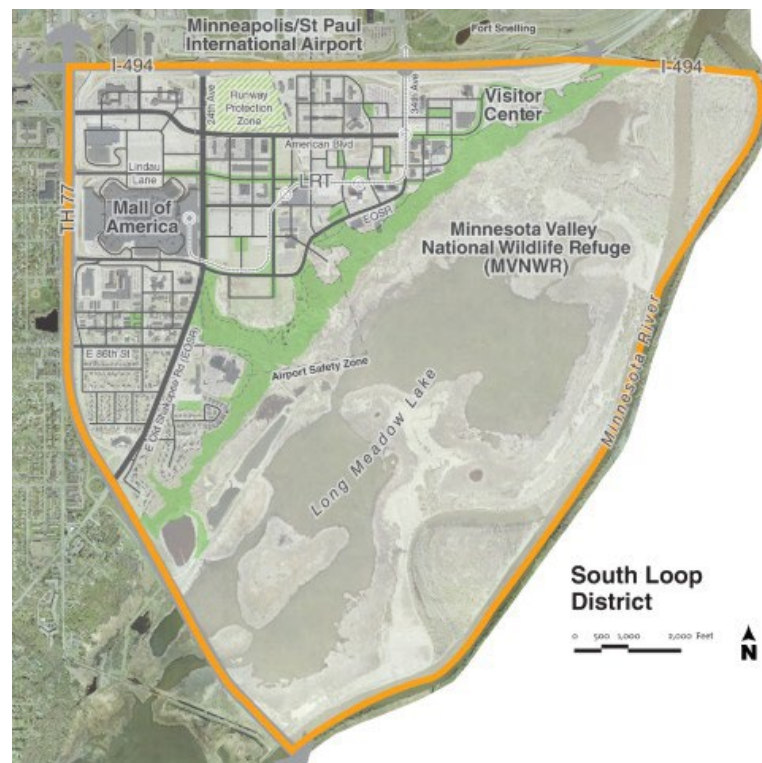 Minneapolis/St Paul
International Airport
Fort Snelling
I-494
I-494
24th Ave
Runway
Protection
Zone
34th Ave
Visitor
Center
American Blvd
Lindau
Lane
LRT
TH 77
Mall of
America
EOSR
Minnesota Valley
National Wildlife Refuge
(MVNWR)
E 86th St
E Old Shakopee Rd (EOSR)
Airport Safety Zone
Long Meadow Lake
Minnesota River
South Loop
District
0 500 1,000 2,000 Feet
N